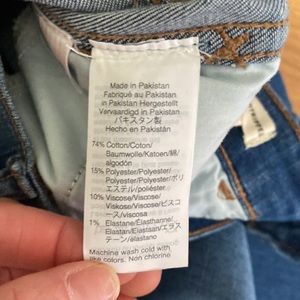 Made in Pakistan
Fabriqué au Pakistan
in Pakistan Hergestellt
Vervaardigd in Pakistan
パキスタン製
Hecho en Pakistán
74% Cotton/Coton/
Baumwolle/Katoen/綿/
algodón
15% Polyester/Polyester/
Polyester/Polyester/ポリ
エステル/poliéster
10% Viscose/Viscose/
Viskose/Viscose/ビスコ
ース/viscosa
1% Elastane/Elasthanne/
Elastan/Elastaan/エラス
テーン/elastano
Machine wash cold with
like colors. Non chlorine